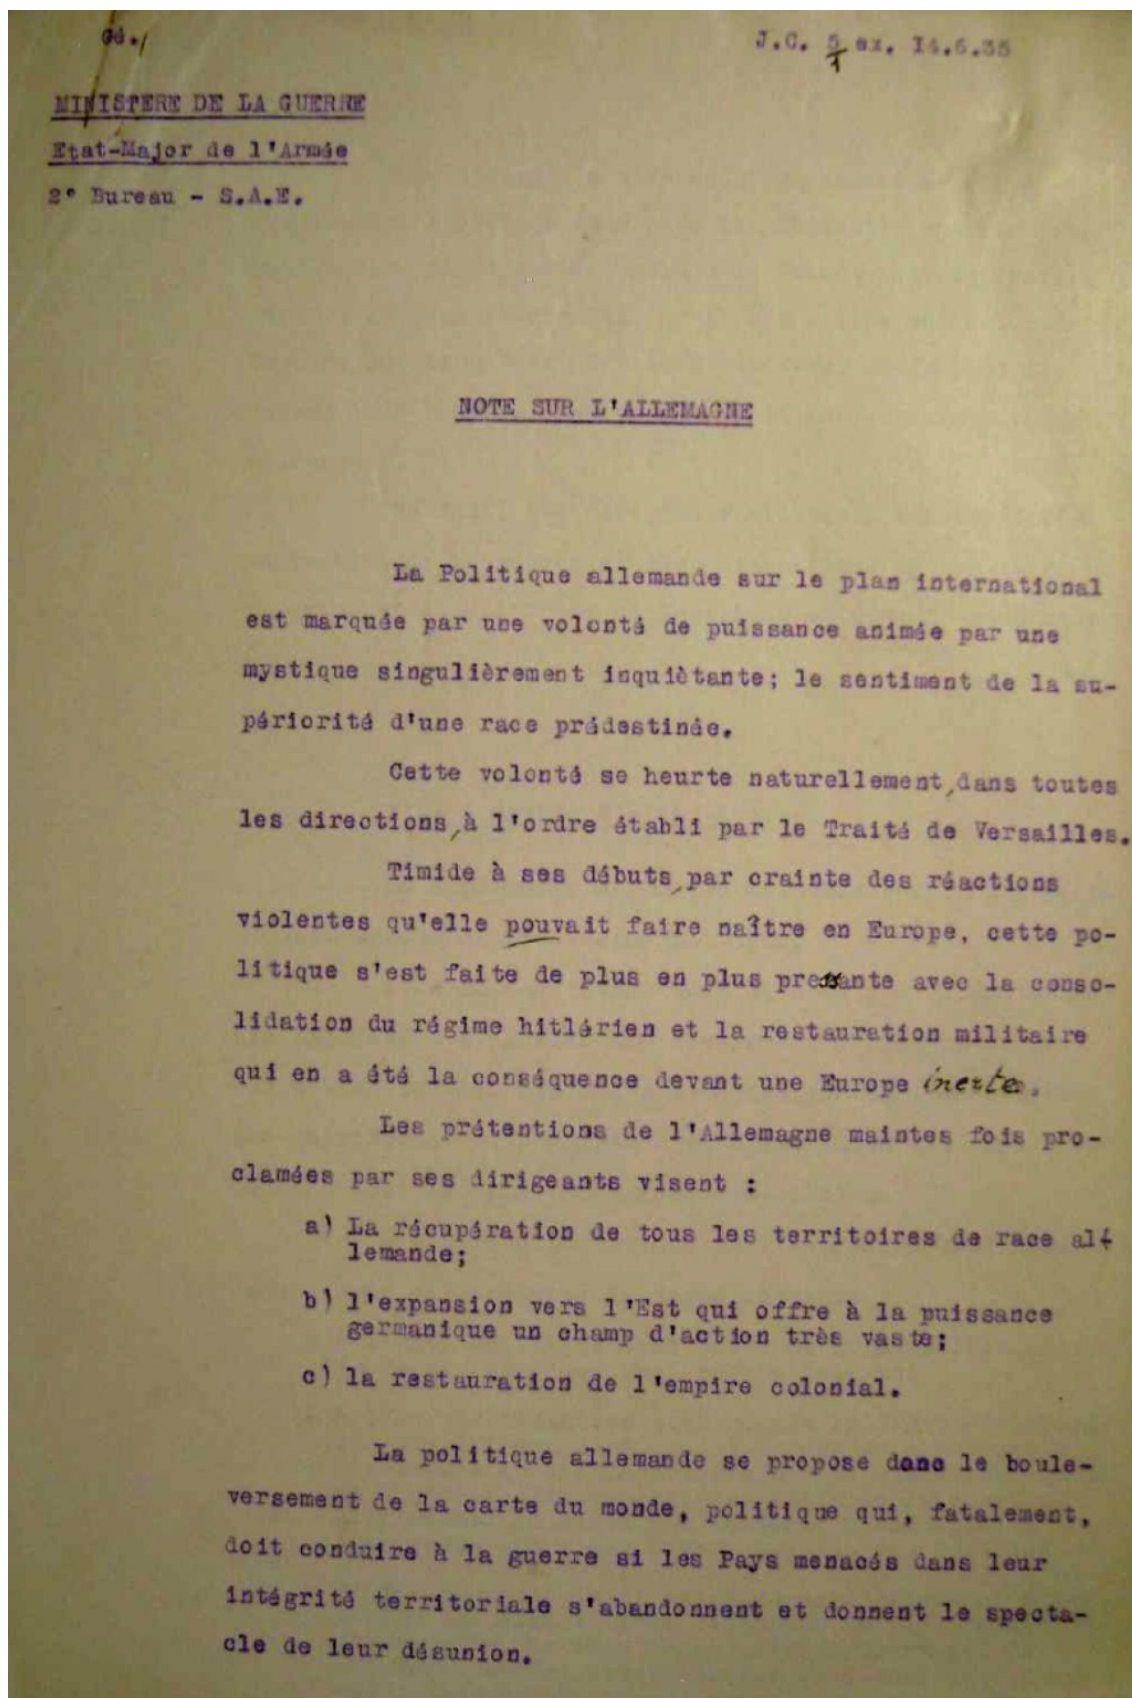 Gd./
J.C. 5/1 ex. 14.6.35
MINISTERE DE LA GUERRE
Etat-Major de l'Armée
2° Bureau - S.A.E.
NOTE SUR L'ALLEMAGNE
La Politique allemande sur le plan international
est marquée par une volonté de puissance animée par une
mystique singulièrement inquiètante; le sentiment de la su-
périorité d'une race prédestinée.
Cette volonté se heurte naturellement, dans toutes
les directions, à l'ordre établi par le Traité de Versailles.
Timide à ses débuts, par crainte des réactions
violentes qu'elle pouvait faire naître en Europe, cette po-
litique s'est faite de plus en plus pressante avec la conso-
lidation du régime hitlérien et la restauration militaire
qui en a été la conséquence devant une Europe inerte.
Les prétentions de l'Allemagne maintes fois pro-
clamées par ses dirigeants visent :
a) La récupération de tous les territoires de race al-
lemande;
b) l'expansion vers l'Est qui offre à la puissance
germanique un champ d'action très vaste;
c) la restauration de l'empire colonial.
La politique allemande se propose donc le boule-
versement de la carte du monde, politique qui, fatalement,
doit conduire à la guerre si les Pays menacés dans leur
intégrité territoriale s'abandonnent et donnent le specta-
cle de leur désunion.